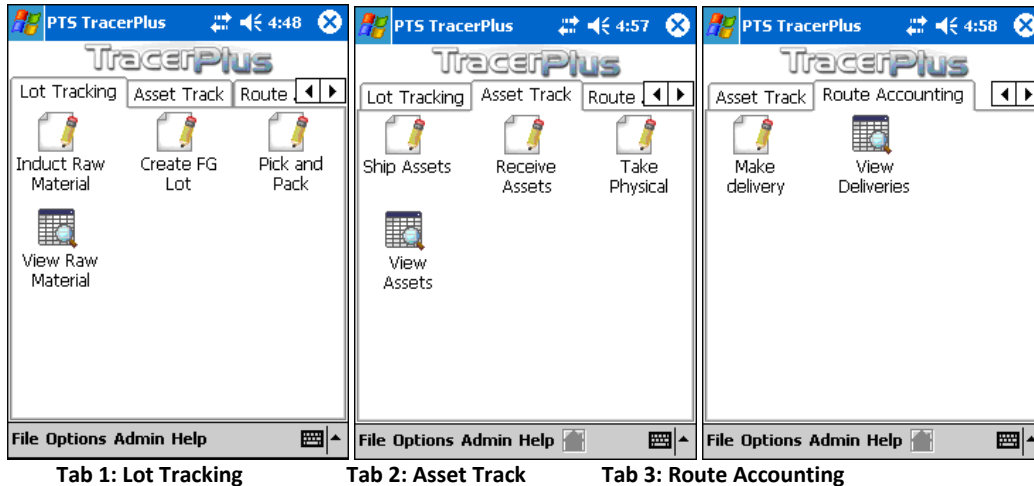 PTS TracerPlus 4:48
TracerPlus
Lot Tracking Asset Track Route
Induct Raw Material
Create FG Lot
Pick and Pack
View Raw Material
File Options Admin Help
PTS TracerPlus 4:57
TracerPlus
Lot Tracking Asset Track Route
Ship Assets
Receive Assets
Take Physical
View Assets
File Options Admin Help
PTS TracerPlus 4:58
TracerPlus
Asset Track Route Accounting
Make delivery
View Deliveries
File Options Admin Help
Tab 1: Lot Tracking Tab 2: Asset Track Tab 3: Route Accounting